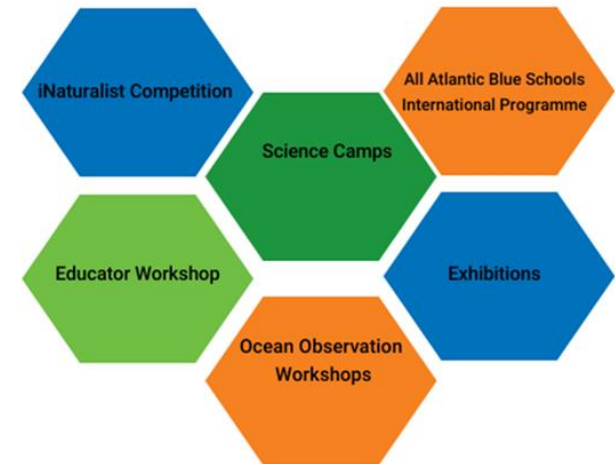 iNaturalist Competition
All Atlantic Blue Schools
International Programme
Science Camps
Educator Workshop
Exhibitions
Ocean Observation
Workshops